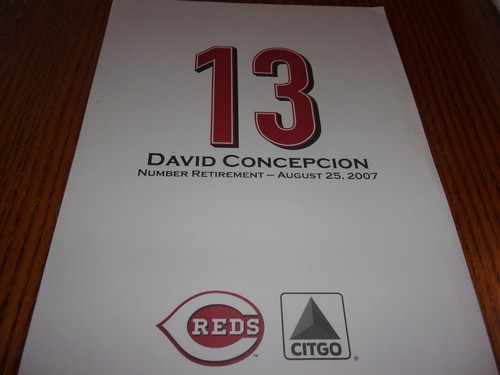 13
DAVID CONCEPCION
NUMBER RETIREMENT – AUGUST 25, 2007
REDS
CITGO